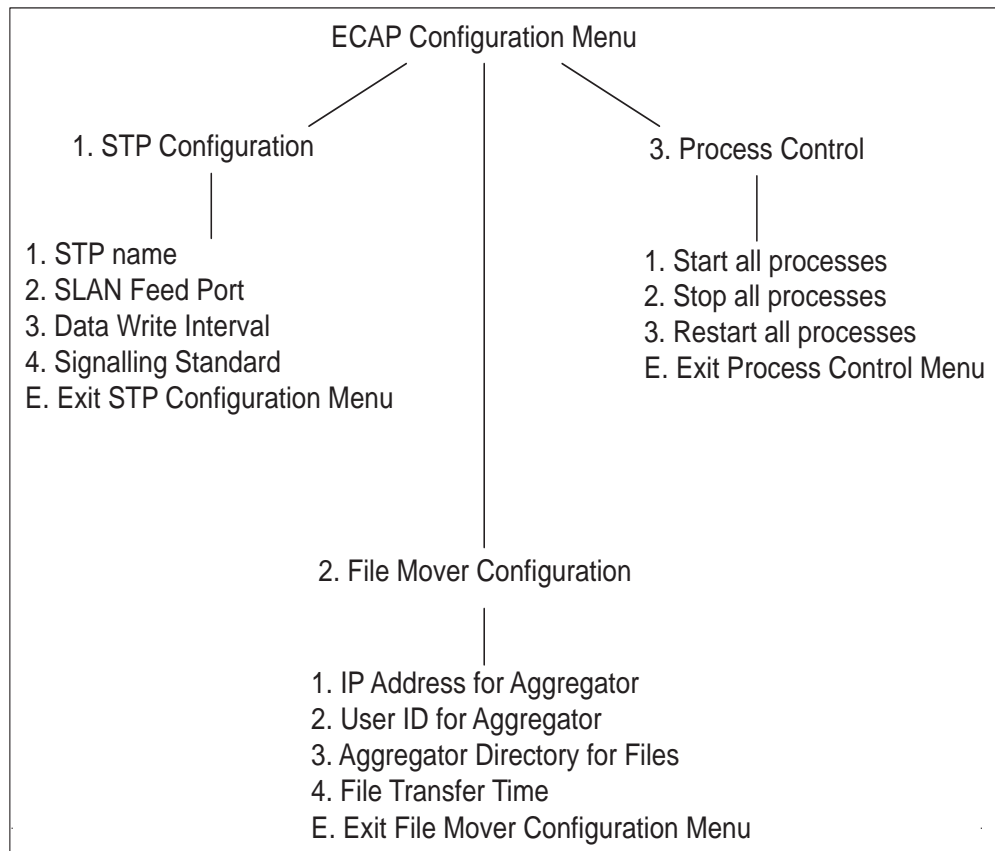 ECAP Configuration Menu
1. STP Configuration
1. STP name
2. SLAN Feed Port
3. Data Write Interval
4. Signalling Standard
E. Exit STP Configuration Menu
3. Process Control
1. Start all processes
2. Stop all processes
3. Restart all processes
E. Exit Process Control Menu
2. File Mover Configuration
1. IP Address for Aggregator
2. User ID for Aggregator
3. Aggregator Directory for Files
4. File Transfer Time
E. Exit File Mover Configuration Menu